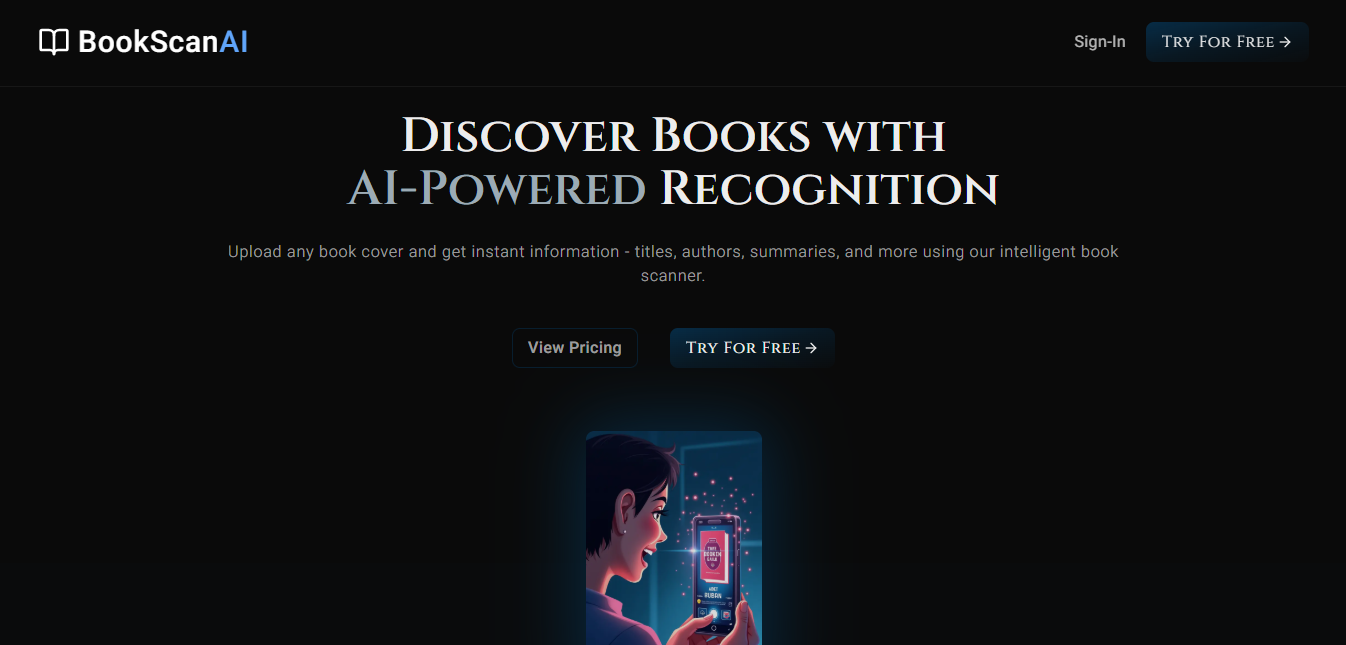 BookScanAI
Sign-In
Try For Free →
Discover Books with
AI-Powered Recognition
Upload any book cover and get instant information - titles, authors, summaries, and more using our intelligent book
scanner.
View Pricing
Try For Free →